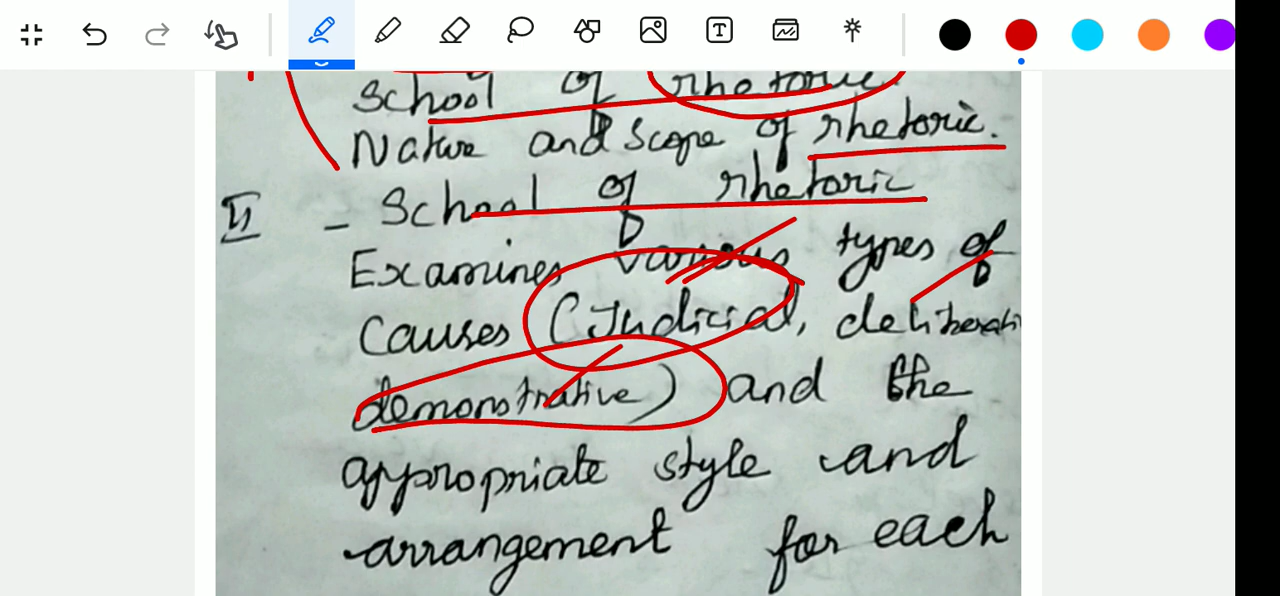 School of rhetoric.
Nature and scope of rhetoric.
II - School of rhetoric
Examines various types of
Causes (Judicial, deliberati
demonstrative) and the
appropriate style and
arrangement for each